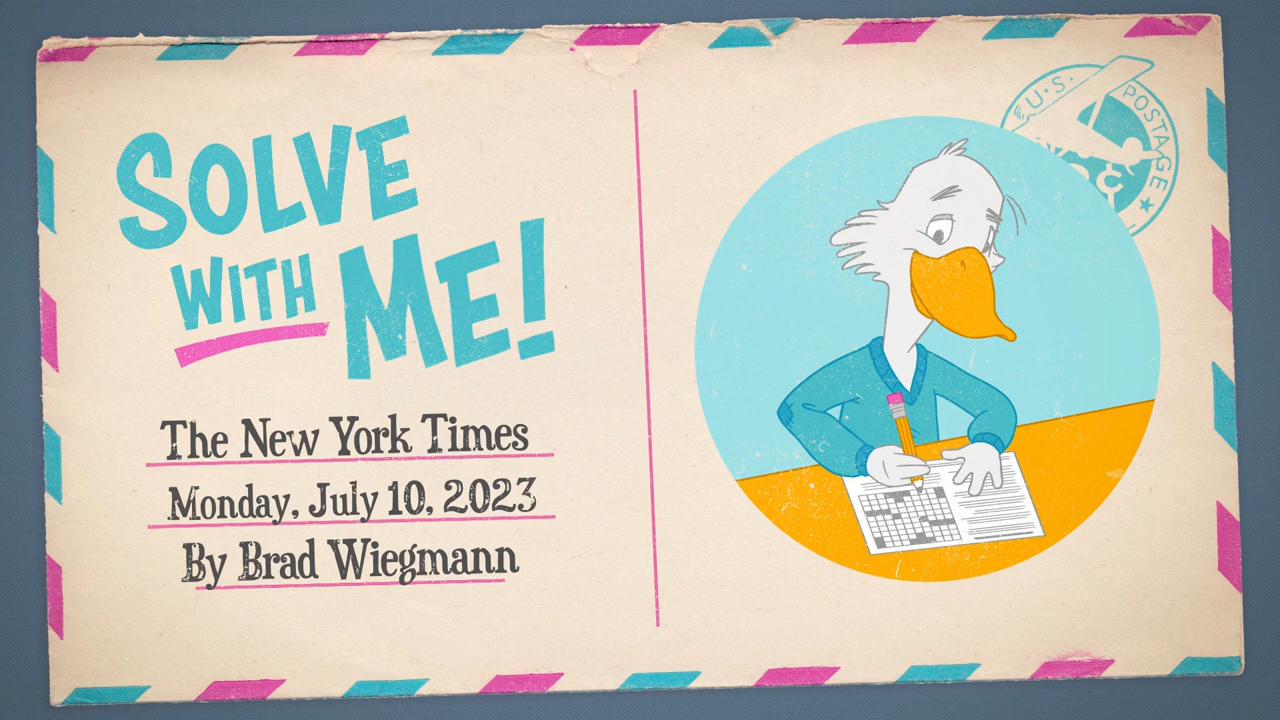 SOLVE
WITH ME!
The New York Times
Monday, July 10, 2023
By Brad Wiegmann
U.S. POSTAGE